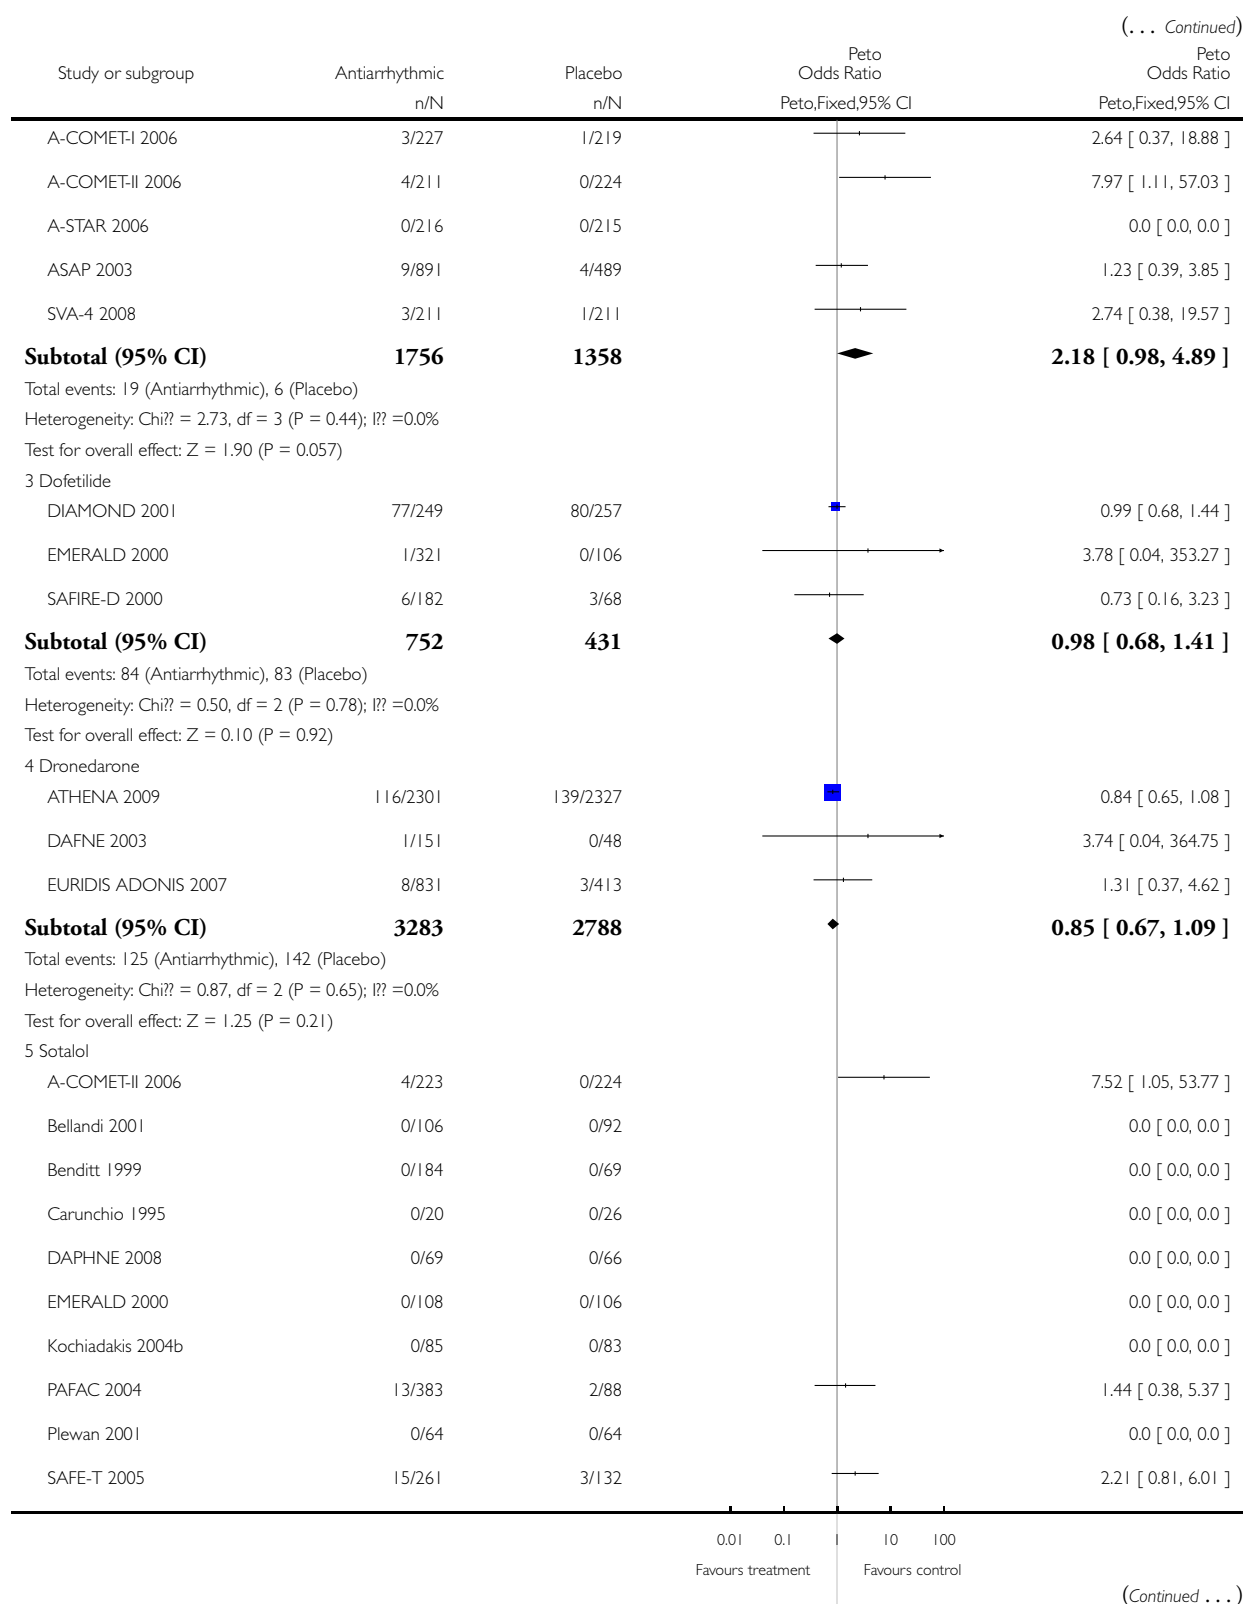 (... Continued)
Study or subgroup Antiarrhythmic Placebo Peto Odds Ratio Peto Odds Ratio
n/N n/N Peto,Fixed,95% CI Peto,Fixed,95% CI
A-COMET-I 2006 3/227 1/219 2.64 [ 0.37, 18.88 ]
A-COMET-II 2006 4/211 0/224 7.97 [ 1.11, 57.03 ]
A-STAR 2006 0/216 0/215 0.0 [ 0.0, 0.0 ]
ASAP 2003 9/891 4/489 1.23 [ 0.39, 3.85 ]
SVA-4 2008 3/211 1/211 2.74 [ 0.38, 19.57 ]
Subtotal (95% CI) 1756 1358 2.18 [ 0.98, 4.89 ]
Total events: 19 (Antiarrhythmic), 6 (Placebo)
Heterogeneity: Chi?? = 2.73, df = 3 (P = 0.44); I?? =0.0%
Test for overall effect: Z = 1.90 (P = 0.057)
3 Dofetilide
DIAMOND 2001 77/249 80/257 0.99 [ 0.68, 1.44 ]
EMERALD 2000 1/321 0/106 3.78 [ 0.04, 353.27 ]
SAFIRE-D 2000 6/182 3/68 0.73 [ 0.16, 3.23 ]
Subtotal (95% CI) 752 431 0.98 [ 0.68, 1.41 ]
Total events: 84 (Antiarrhythmic), 83 (Placebo)
Heterogeneity: Chi?? = 0.50, df = 2 (P = 0.78); I?? =0.0%
Test for overall effect: Z = 0.10 (P = 0.92)
4 Dronedarone
ATHENA 2009 116/2301 139/2327 0.84 [ 0.65, 1.08 ]
DAFNE 2003 1/151 0/48 3.74 [ 0.04, 364.75 ]
EURIDIS ADONIS 2007 8/831 3/413 1.31 [ 0.37, 4.62 ]
Subtotal (95% CI) 3283 2788 0.85 [ 0.67, 1.09 ]
Total events: 125 (Antiarrhythmic), 142 (Placebo)
Heterogeneity: Chi?? = 0.87, df = 2 (P = 0.65); I?? =0.0%
Test for overall effect: Z = 1.25 (P = 0.21)
5 Sotalol
A-COMET-II 2006 4/223 0/224 7.52 [ 1.05, 53.77 ]
Bellandi 2001 0/106 0/92 0.0 [ 0.0, 0.0 ]
Benditt 1999 0/184 0/69 0.0 [ 0.0, 0.0 ]
Carunchio 1995 0/20 0/26 0.0 [ 0.0, 0.0 ]
DAPHNE 2008 0/69 0/66 0.0 [ 0.0, 0.0 ]
EMERALD 2000 0/108 0/106 0.0 [ 0.0, 0.0 ]
Kochiadakis 2004b 0/85 0/83 0.0 [ 0.0, 0.0 ]
PAFAC 2004 13/383 2/88 1.44 [ 0.38, 5.37 ]
Plewan 2001 0/64 0/64 0.0 [ 0.0, 0.0 ]
SAFE-T 2005 15/261 3/132 2.21 [ 0.81, 6.01 ]
0.01 0.1 1 10 100
Favours treatment Favours control
(Continued ...)